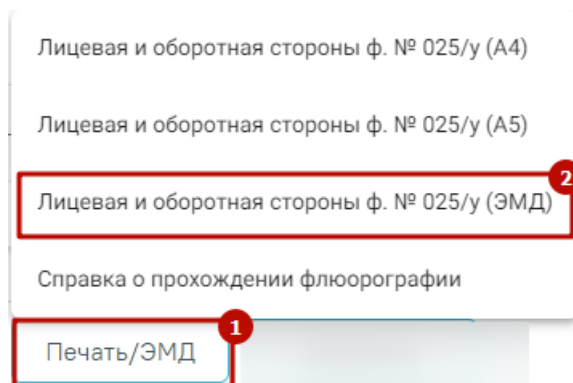 Лицевая и оборотная стороны ф. № 025/у (А4)
Лицевая и оборотная стороны ф. № 025/у (А5)
2
Лицевая и оборотная стороны ф. № 025/у (ЭМД)
Справка о прохождении флюорографии
1
Печать/ЭМД